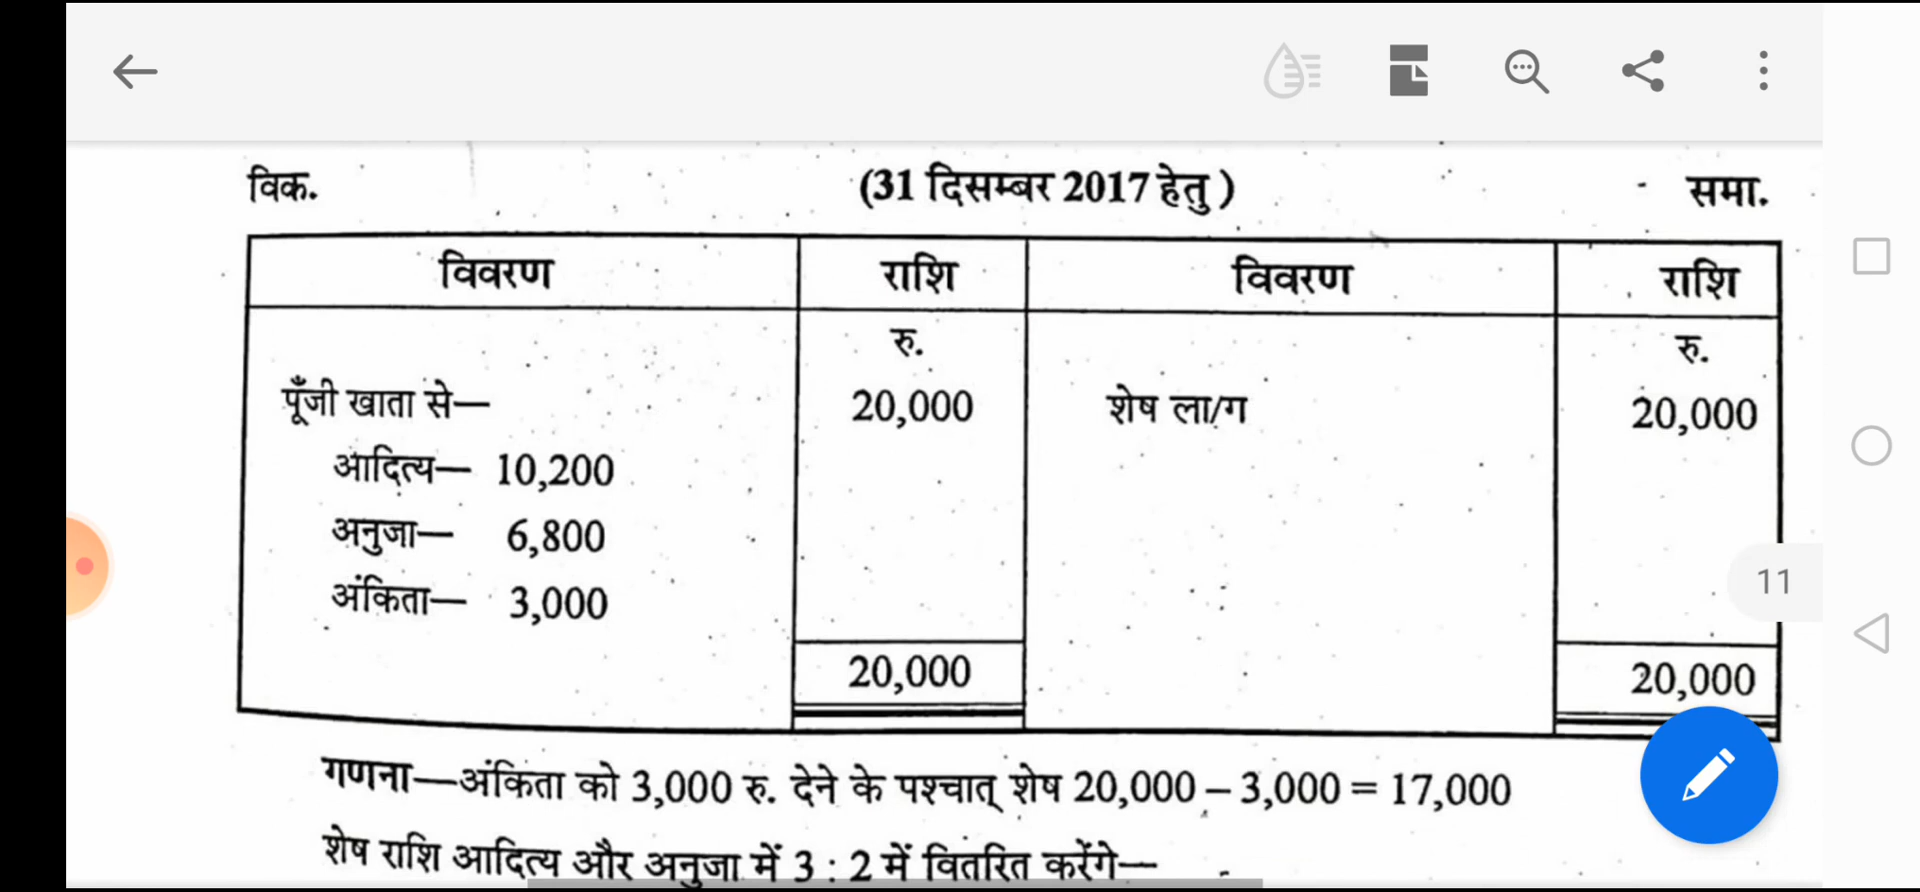 विक. (31 दिसम्बर 2017 हेतु ) समा.
विवरण राशि विवरण राशि
रु. रु.
पूँजी खाता से— 20,000 शेष ला/ग 20,000
आदित्य— 10,200
अनुजा— 6,800
अंकिता— 3,000
11
20,000 20,000
गणना—अंकिता को 3,000 रु. देने के पश्चात् शेष 20,000 – 3,000 = 17,000
शेष राशि आदित्य और अनुजा में 3 : 2 में वितरित करेंगे—